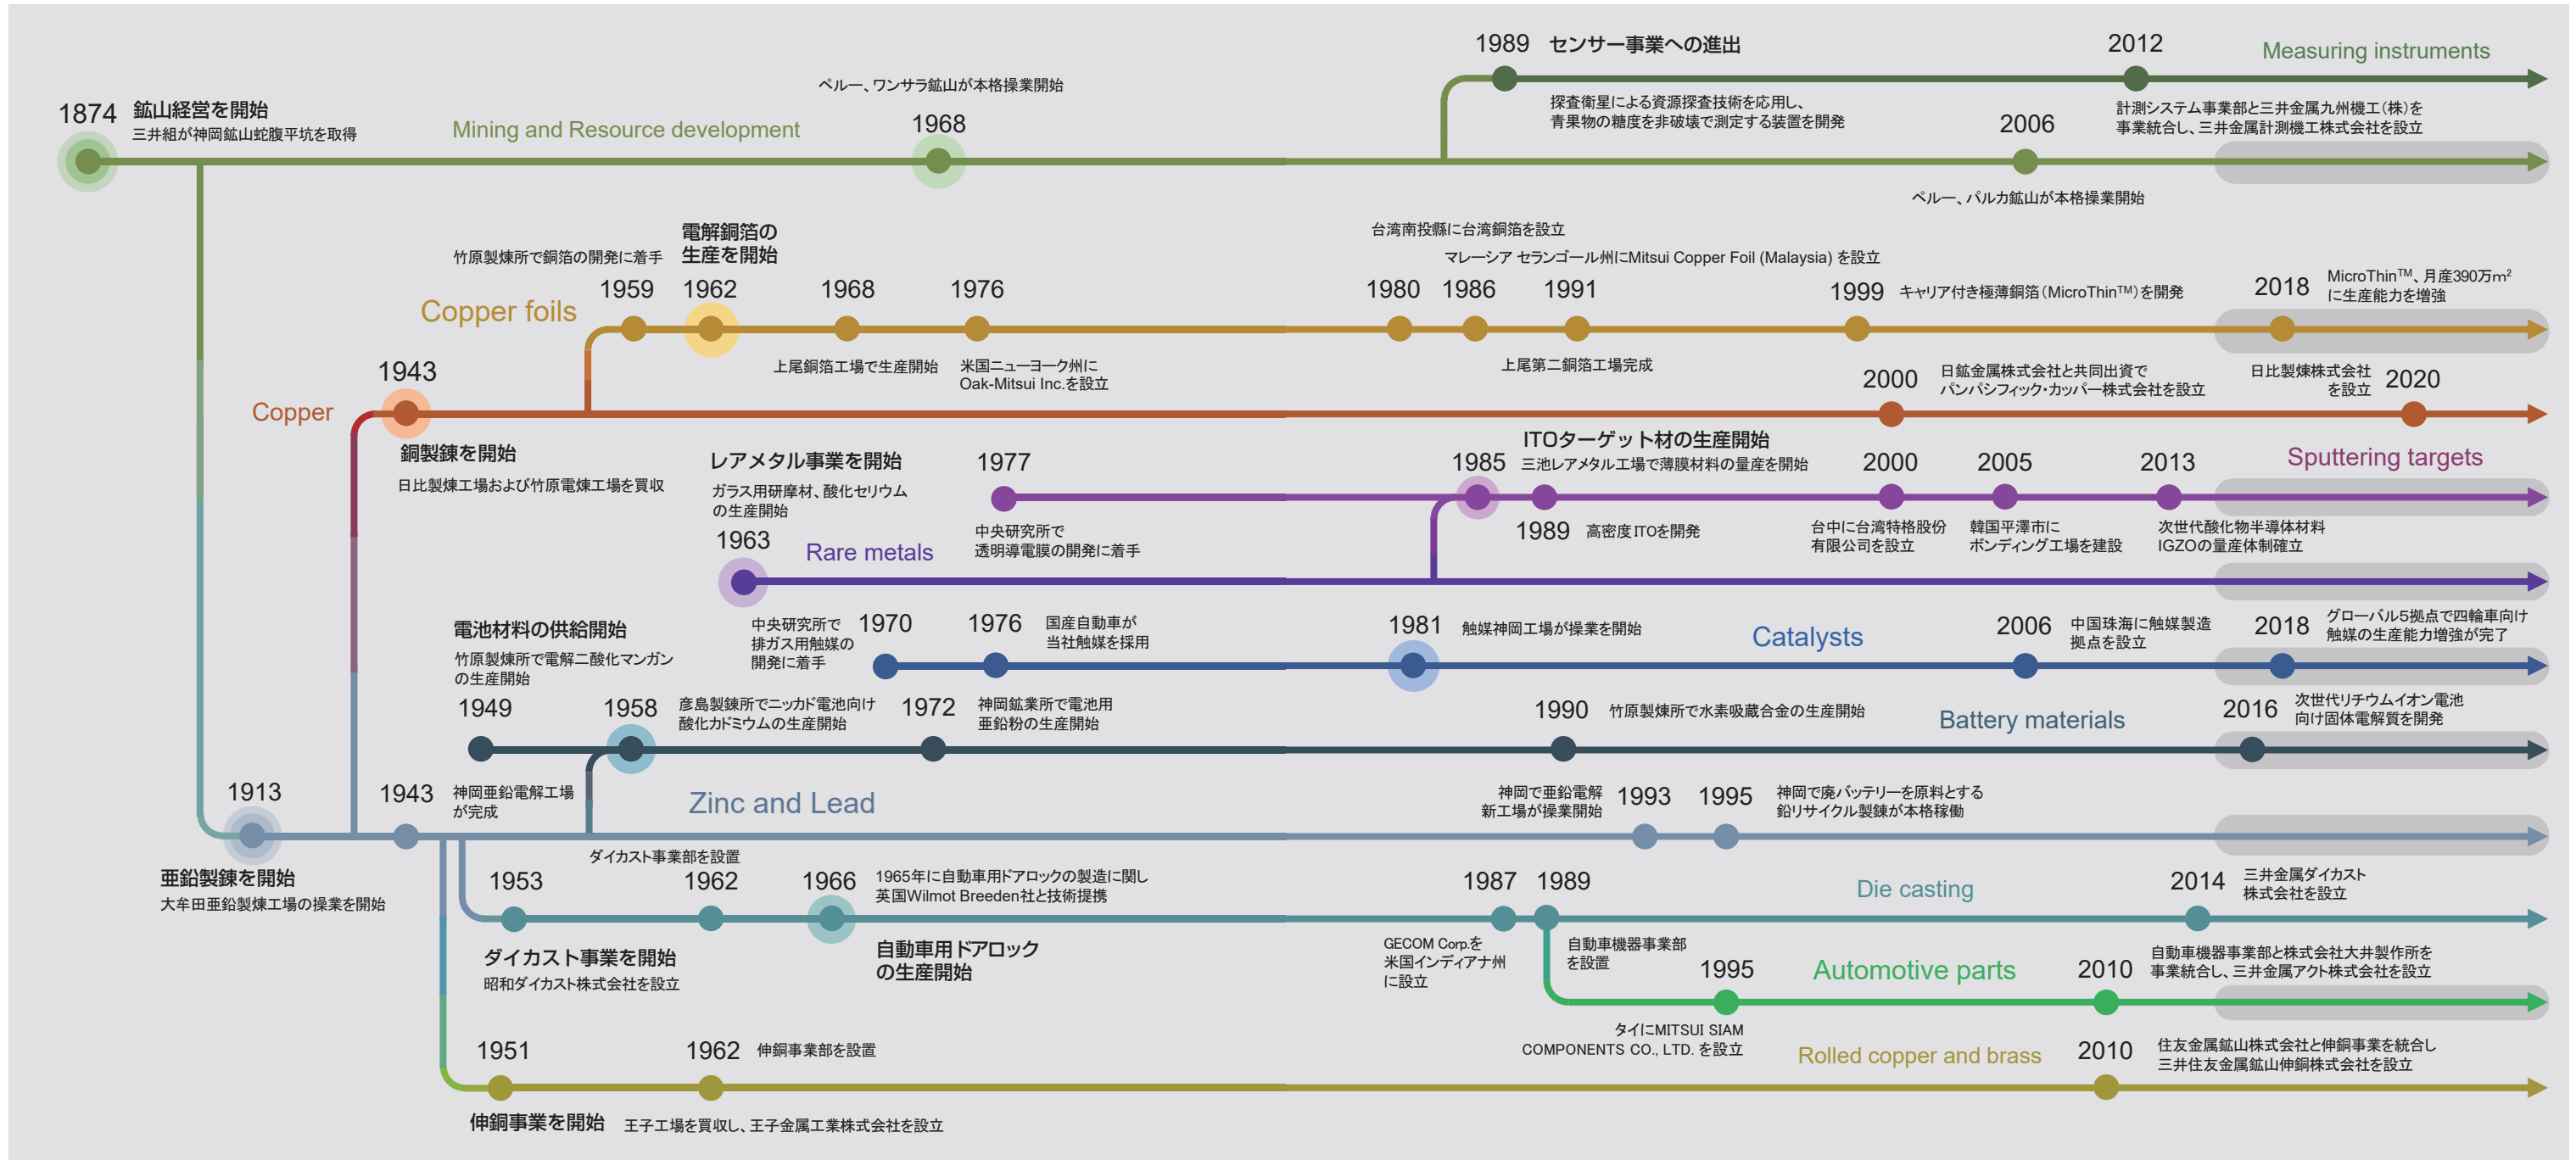 1989 センサー事業への進出
2012
Measuring instruments
ペルー、ワンサラ鉱山が本格操業開始
1874 鉱山経営を開始
三井組が神岡鉱山蛇腹平坑を取得
Mining and Resource development
1968
探査衛星による資源探査技術を応用し、
青果物の糖度を非破壊で測定する装置を開発
計測システム事業部と三井金属九州機工(株)を
事業統合し、三井金属計測機工株式会社を設立
2006
ペルー、パルカ鉱山が本格操業開始
竹原製煉所で銅箔の開発に着手
電解銅箔の
生産を開始
台湾南投縣に台湾銅箔を設立
マレーシア セランゴール州にMitsui Copper Foil (Malaysia) を設立
Copper foils
1959
1962
1968
1976
1980
1986
1991
1999
キャリア付き極薄銅箔(MicroThin™)を開発
2018
MicroThin™、月産390万m²
に生産能力を増強
上尾銅箔工場で生産開始
米国ニューヨーク州に
Oak-Mitsui Inc.を設立
上尾第二銅箔工場完成
1943
Copper
2000
日鉱金属株式会社と共同出資で
パンパシフィック・カッパー株式会社を設立
日比製煉株式会社
を設立
2020
銅製錬を開始
日比製煉工場および竹原電煉工場を買収
レアメタル事業を開始
ガラス用研摩材、酸化セリウム
の生産開始
1977
1985
ITOターゲット材の生産開始
三池レアメタル工場で薄膜材料の量産を開始
2000
2005
2013
Sputtering targets
中央研究所で
透明導電膜の開発に着手
1989 高密度 ITOを開発
台中に台湾特格股份
有限公司を設立
韓国平澤市に
ボンディング工場を建設
次世代酸化物半導体材料
IGZOの量産体制確立
1963
Rare metals
電池材料の供給開始
竹原製煉所で電解二酸化マンガン
の生産開始
中央研究所で
排ガス用触媒の
開発に着手
1970
1976
国産自動車が
当社触媒を採用
1981
触媒神岡工場が操業を開始
Catalysts
2006
中国珠海に触媒製造
拠点を設立
2018
グローバル5拠点で四輪車向け
触媒の生産能力増強が完了
1949
1958
彦島製錬所でニッカド電池向け
酸化カドミウムの生産開始
1972
神岡鉱業所で電池用
亜鉛粉の生産開始
1990
竹原製煉所で水素吸蔵合金の生産開始
Battery materials
2016
次世代リチウムイオン電池
向け固体電解質を開発
1913
1943
神岡亜鉛電解工場
が完成
Zinc and Lead
神岡で亜鉛電解
新工場が操業開始
1993
1995
神岡で廃バッテリーを原料とする
鉛リサイクル製錬が本格稼働
亜鉛製錬を開始
大牟田亜鉛製煉工場の操業を開始
ダイカスト事業部を設置
1953
1962
1966
1965年に自動車用ドアロックの製造に関し
英国Wilmot Breeden社と技術提携
1987
1989
Die casting
2014
三井金属ダイカスト
株式会社を設立
ダイカスト事業を開始
昭和ダイカスト株式会社を設立
自動車用ドアロック
の生産開始
GECOM Corp.を
米国インディアナ州
に設立
自動車機器事業部
を設置
1995
Automotive parts
2010
自動車機器事業部と株式会社大井製作所を
事業統合し、三井金属アクト株式会社を設立
タイにMITSUI SIAM
COMPONENTS CO., LTD. を設立
1951
1962
伸銅事業部を設置
Rolled copper and brass
2010
住友金属鉱山株式会社と伸銅事業を統合し
三井住友金属鉱山伸銅株式会社を設立
伸銅事業を開始
王子工場を買収し、王子金属工業株式会社を設立